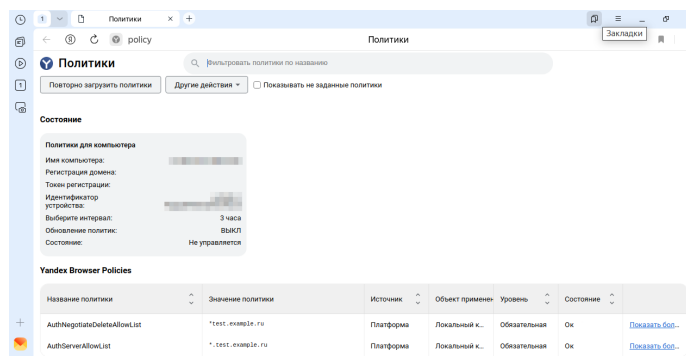 1 Политики × +
Закладки
← Я policy Политики
Политики Фильтровать политики по названию
Повторно загрузить политики Другие действия Показывать не заданные политики
1
Состояние
Политики для компьютера
Имя компьютера:
Регистрация домена:
Токен регистрации:
Идентификатор
устройства:
Выберите интервал: 3 часа
Обновление политик: ВЫКЛ
Состояние: Не управляется
Yandex Browser Policies
Название политики Значение политики Источник Объект применен Уровень Состояние
AuthNegotiateDeleteAllowList *test.example.ru Платформа Локальный к... Обязательная Ок Показать бол...
AuthServerAllowList *.test.example.ru Платформа Локальный к... Обязательная Ок Показать бол...